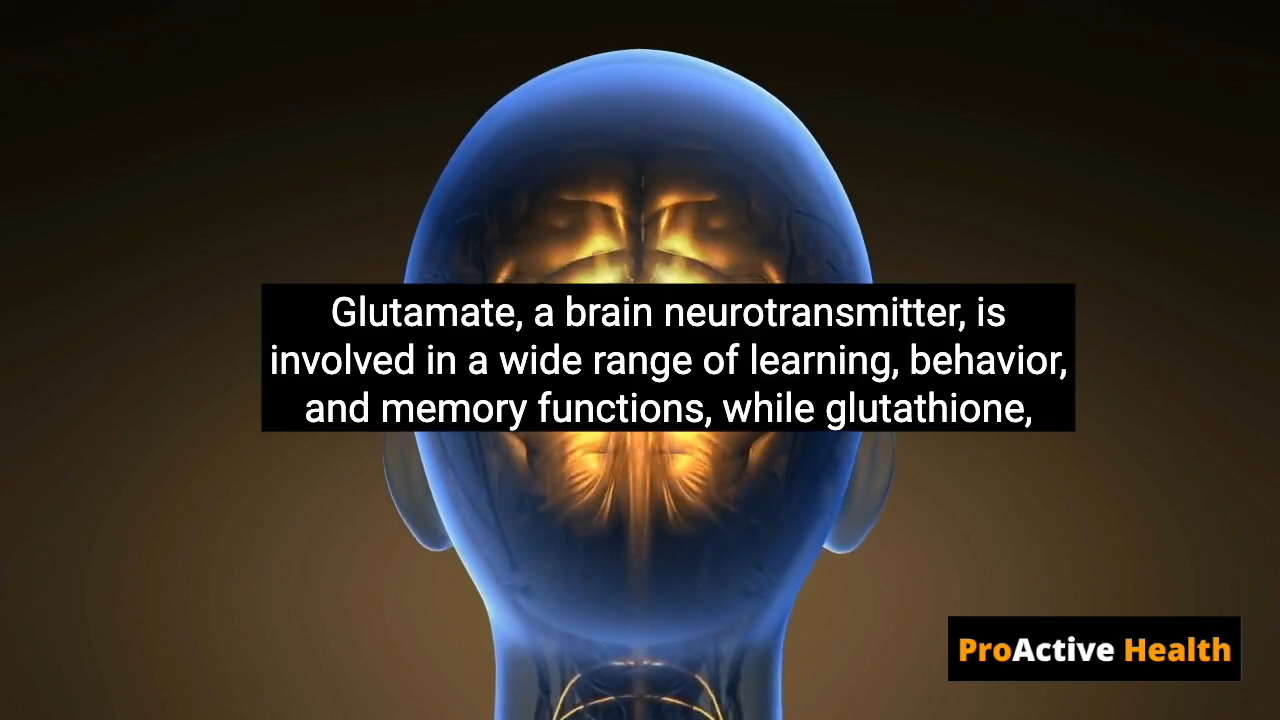 Glutamate, a brain neurotransmitter, is
involved in a wide range of learning, behavior,
and memory functions, while glutathione,
ProActive Health